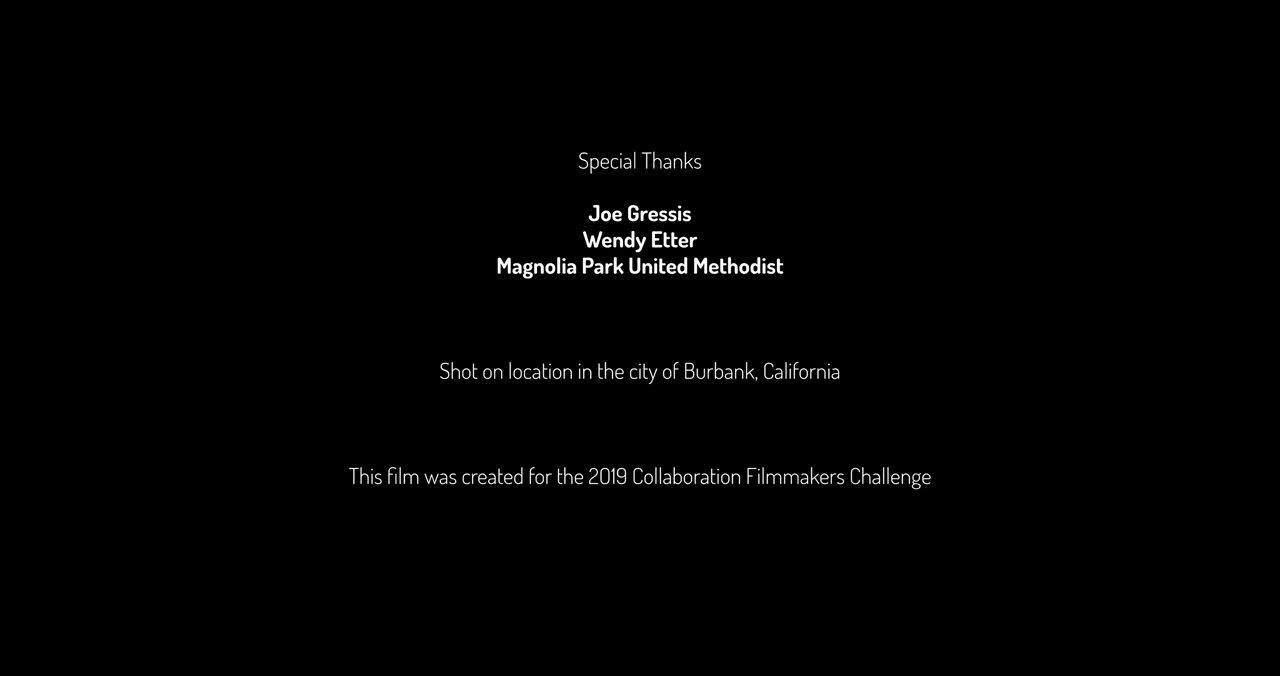 Special Thanks
Joe Gressis
Wendy Etter
Magnolia Park United Methodist
Shot on location in the city of Burbank, California
This film was created for the 2019 Collaboration Filmmakers Challenge